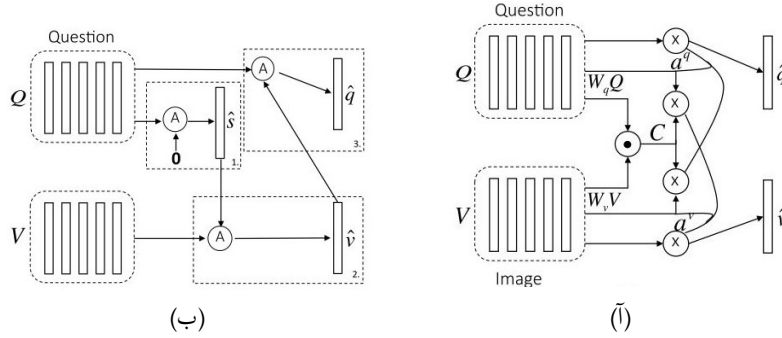 Question
Q
A
ŝ
A
q̂
0
1.
3.
V
A
v̂
2.
(ب)
Question
Q
X
a^q
W_qQ
X
q̂
C
X
W_vV
V
a^v
X
v̂
Image
(آ)